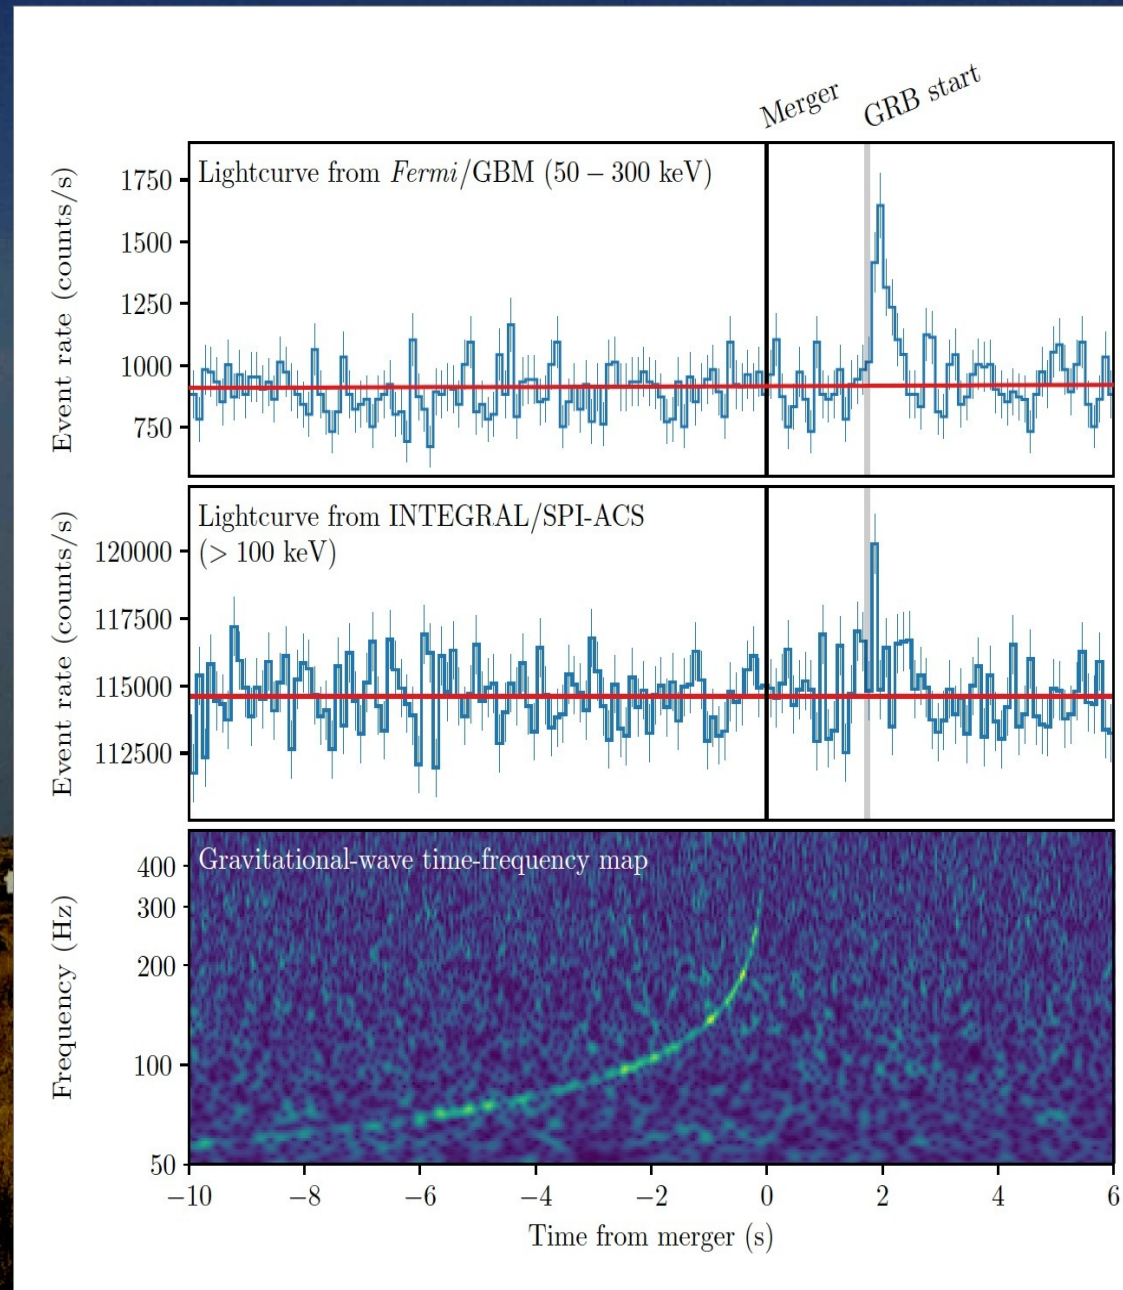 Merger
GRB start
Lightcurve from Fermi/GBM (50 – 300 keV)
Event rate (counts/s)
1750
1500
1250
1000
750
Lightcurve from INTEGRAL/SPI-ACS
(> 100 keV)
Event rate (counts/s)
120000
117500
115000
112500
Gravitational-wave time-frequency map
Frequency (Hz)
400
300
200
100
50
−10 −8 −6 −4 −2 0 2 4 6
Time from merger (s)